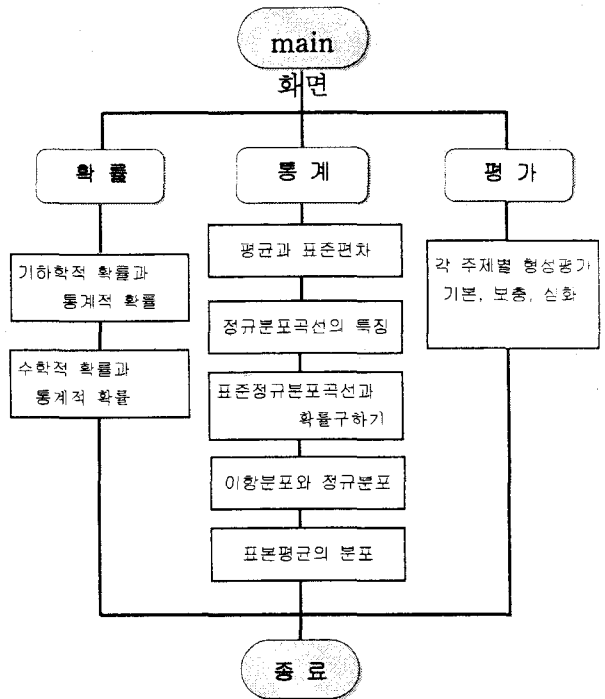 main
화면
확 률
통 계
평 가
기하학적 확률과
통계적 확률
수학적 확률과
통계적 확률
평균과 표준편차
정규분포곡선의 특징
표준정규분포곡선과
확률구하기
이항분포와 정규분포
표본평균의 분포
각 주제별 형성평가
기본, 보충, 심화
종 료